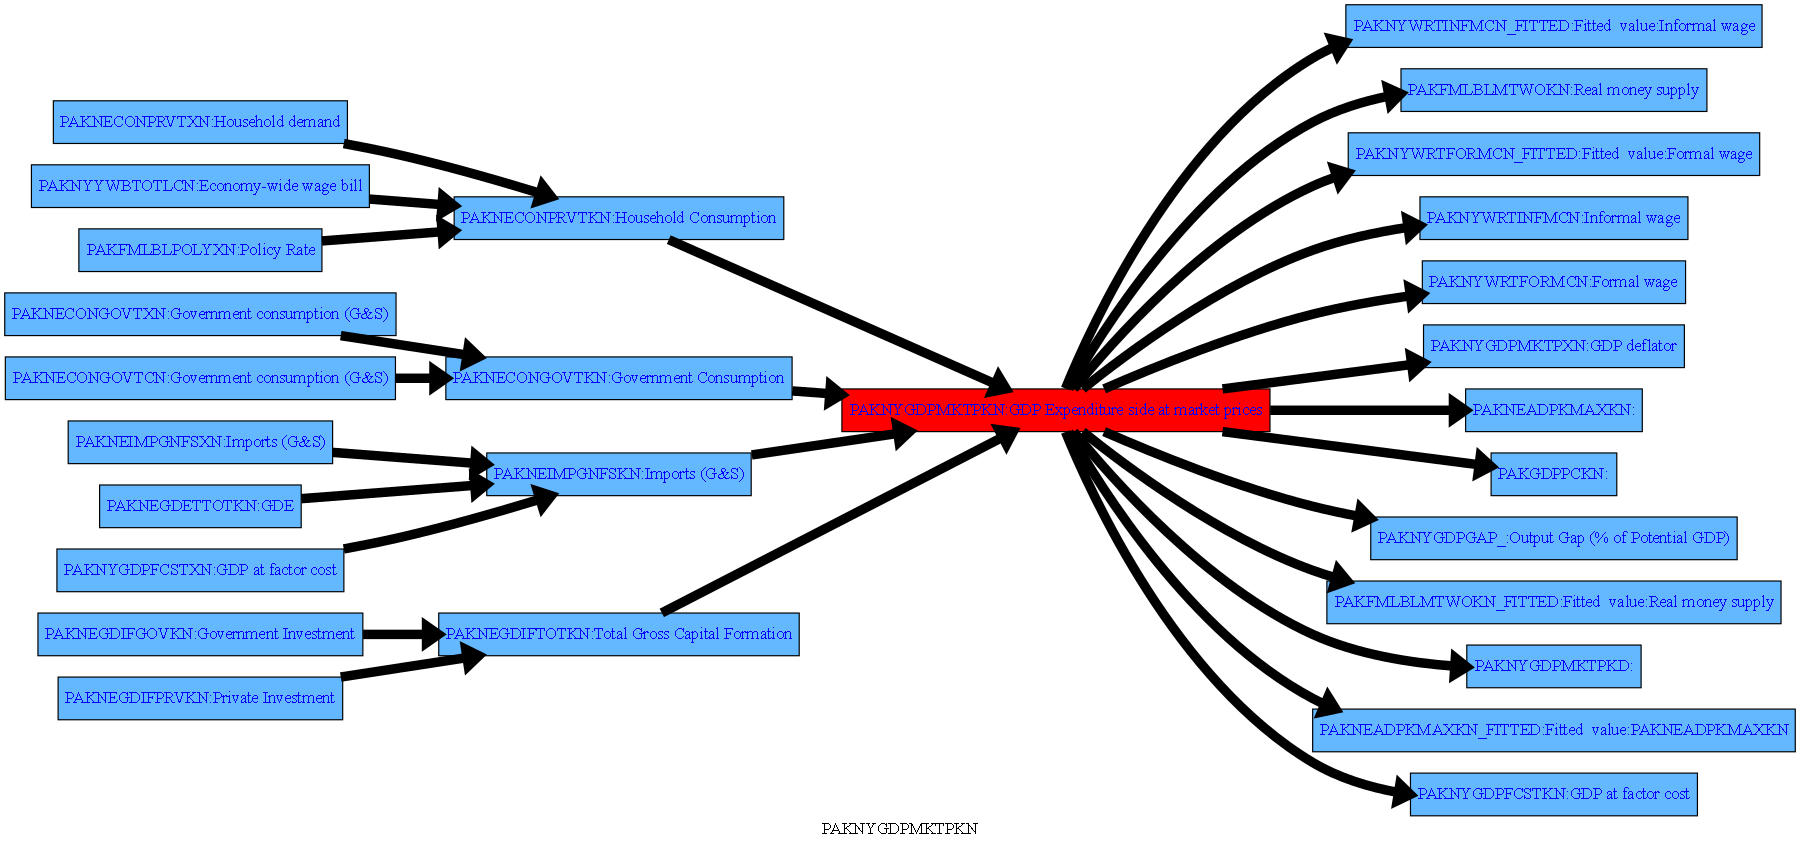 PAKNECONPRVTXN:Household demand
PAKNYYWBTOTLCN:Economy-wide wage bill
PAKFMLBLPOLYXN:Policy Rate
PAKNECONGOVTXN:Government consumption (G&S)
PAKNECONGOVTCN:Government consumption (G&S)
PAKNEIMPGNFSXN:Imports (G&S)
PAKNEGDETTOTKN:GDE
PAKNYGDPFCSTXN:GDP at factor cost
PAKNEGDIFGOVKN:Government Investment
PAKNEGDIFPRVKN:Private Investment
PAKNECONPRVTKN:Household Consumption
PAKNECONGOVTKN:Government Consumption
PAKNEIMPGNFSKN:Imports (G&S)
PAKNEGDIFTOTKN:Total Gross Capital Formation
PAKNYGDPMKTPKN:GDP Expenditure side at market prices
PAKNYWRTINFMCN_FITTED:Fitted value:Informal wage
PAKFMLBLMTWOKN:Real money supply
PAKNYWRTFORMCN_FITTED:Fitted value:Formal wage
PAKNYWRTINFMCN:Informal wage
PAKNYWRTFORMCN:Formal wage
PAKNYGDPMKTPXN:GDP deflator
PAKNEADPKMAXKN:
PAKGDPPCKN:
PAKNYGDPGAP_:Output Gap (% of Potential GDP)
PAKFMLBLMTWOKN_FITTED:Fitted value:Real money supply
PAKNYGDPMKTPKD:
PAKNEADPKMAXKN_FITTED:Fitted value:PAKNEADPKMAXKN
PAKNYGDPFCSTKN:GDP at factor cost
PAKNYGDPMKTPKN